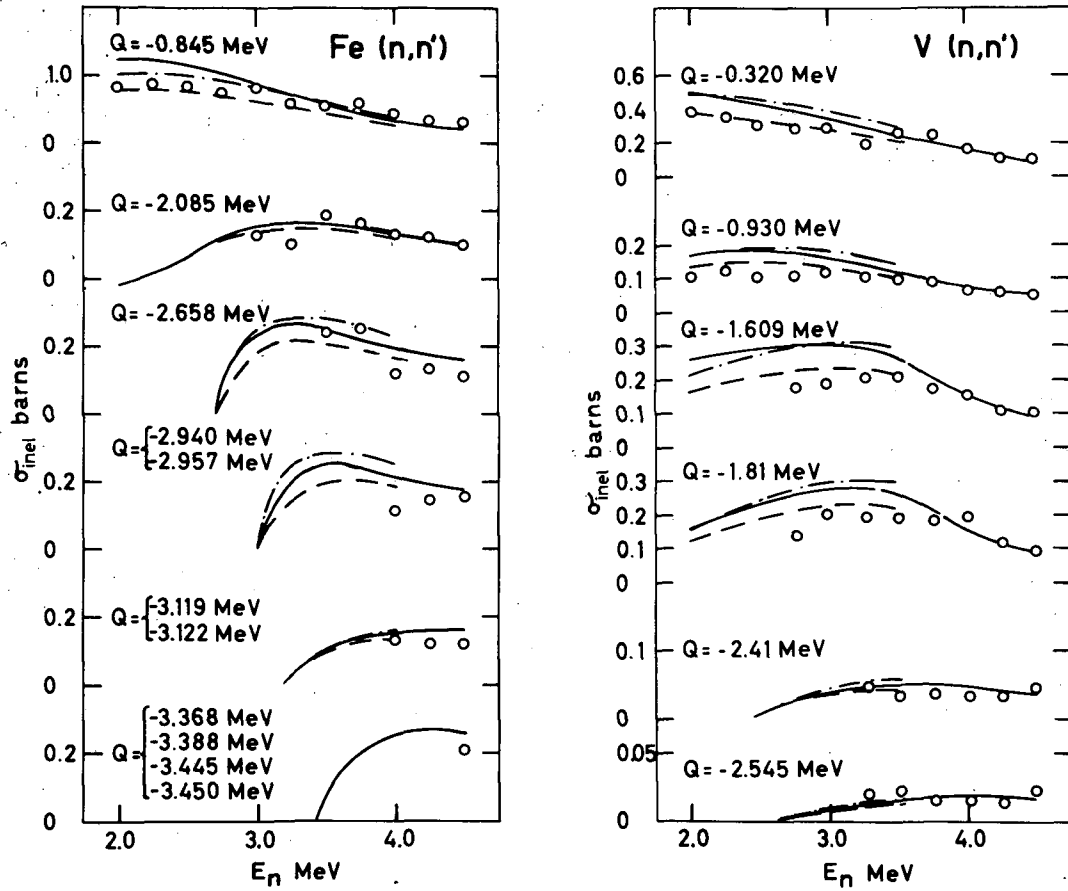 Fe (n,n')
Q = -0.845 MeV
1.0
0
Q = -2.085 MeV
0.2
0
Q = -2.658 MeV
0.2
0
Q = { -2.940 MeV
-2.957 MeV
0.2
0
Q = { -3.119 MeV
-3.122 MeV
0.2
0
Q = { -3.368 MeV
-3.388 MeV
-3.445 MeV
-3.450 MeV
0.2
0
2.0 3.0 4.0
En MeV
σinel barns
V (n,n')
Q = -0.320 MeV
0.6
0.4
0.2
0
Q = -0.930 MeV
0.2
0.1
0
Q = -1.609 MeV
0.3
0.2
0.1
0
Q = -1.81 MeV
0.3
0.2
0.1
0
Q = -2.41 MeV
0.1
0
Q = -2.545 MeV
0.05
0
2.0 3.0 4.0
En MeV
σinel barns